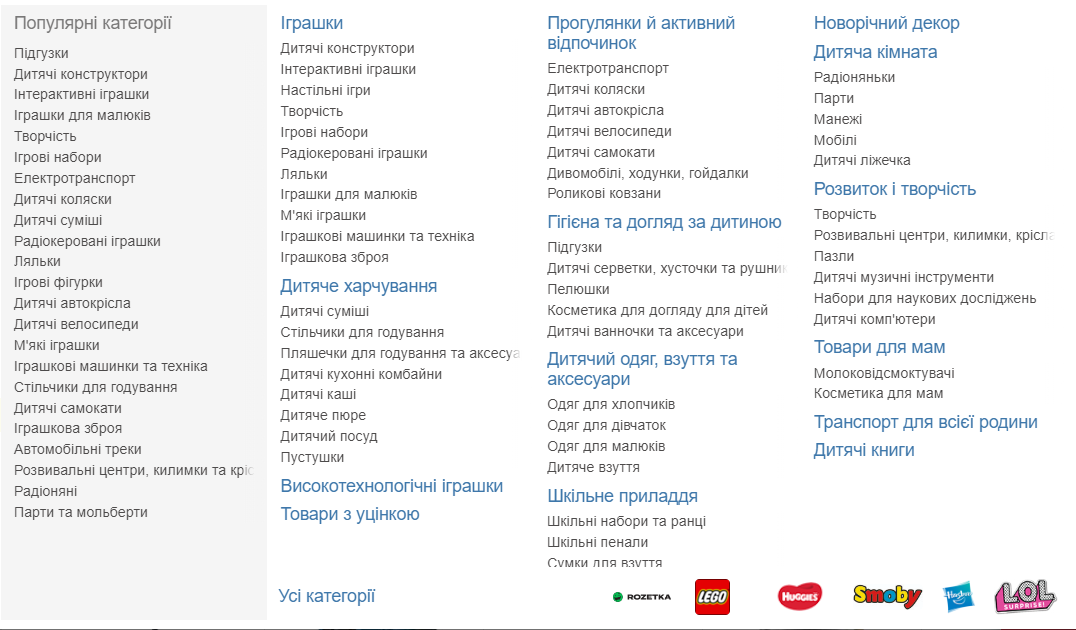 Популярні категорії
Підгузки
Дитячі конструктори
Інтерактивні іграшки
Іграшки для малюків
Творчість
Ігрові набори
Електротранспорт
Дитячі коляски
Дитячі суміші
Радіокеровані іграшки
Ляльки
Ігрові фігурки
Дитячі автокрісла
Дитячі велосипеди
М'які іграшки
Іграшкові машинки та техніка
Стільчики для годування
Дитячі самокати
Іграшкова зброя
Автомобільні треки
Розвивальні центри, килимки та кріс
Радіоняні
Парти та мольберти
Іграшки
Дитячі конструктори
Інтерактивні іграшки
Настільні ігри
Творчість
Ігрові набори
Радіокеровані іграшки
Ляльки
Іграшки для малюків
М'які іграшки
Іграшкові машинки та техніка
Іграшкова зброя
Дитяче харчування
Дитячі суміші
Стільчики для годування
Пляшечки для годування та аксесуа
Дитячі кухонні комбайни
Дитячі каші
Дитяче пюре
Дитячий посуд
Пустушки
Високотехнологічні іграшки
Товари з уцінкою
Прогулянки й активний
відпочинок
Електротранспорт
Дитячі коляски
Дитячі автокрісла
Дитячі велосипеди
Дитячі самокати
Дивомобілі, ходунки, гойдалки
Роликові ковзани
Гігієна та догляд за дитиною
Підгузки
Дитячі серветки, хусточки та рушник
Пелюшки
Косметика для догляду для дітей
Дитячі ванночки та аксесуари
Дитячий одяг, взуття та
аксесуари
Одяг для хлопчиків
Одяг для дівчаток
Одяг для малюків
Дитяче взуття
Шкільне приладдя
Шкільні набори та ранці
Шкільні пенали
Сумки для взуття
Новорічний декор
Дитяча кімната
Радіоняньки
Парти
Манежі
Мобілі
Дитячі ліжечка
Розвиток і творчість
Творчість
Розвивальні центри, килимки, крісла
Пазли
Дитячі музичні інструменти
Набори для наукових досліджень
Дитячі комп'ютери
Товари для мам
Молоковідсмоктувачі
Косметика для мам
Транспорт для всієї родини
Дитячі книги
Усі категорії
ROZETKA
LEGO
HUGGIES
Smoby
Hasbro
LOL
SURPRISE!